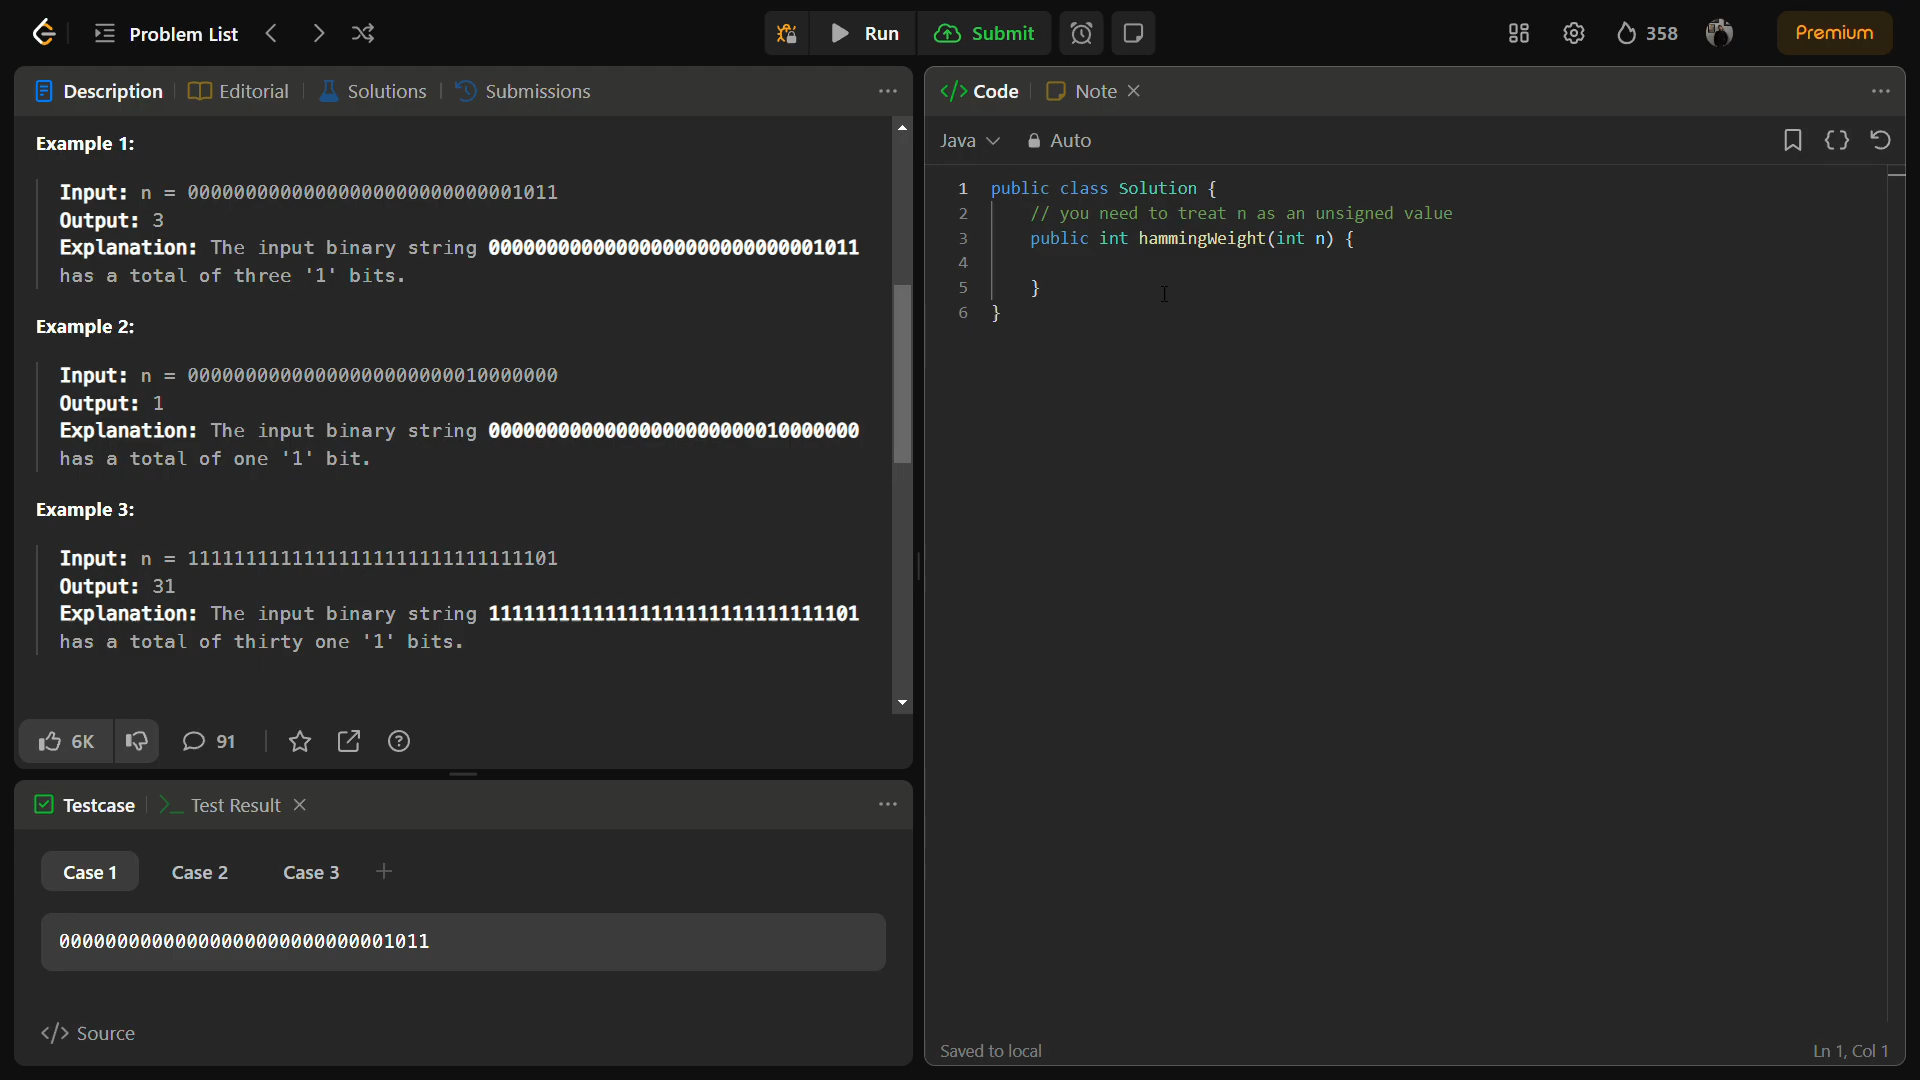 Problem List
Run
Submit
358
Premium
Description
Editorial
Solutions
Submissions
Example 1:
Input: n = 00000000000000000000000000001011
Output: 3
Explanation: The input binary string 00000000000000000000000000001011
has a total of three '1' bits.
Example 2:
Input: n = 00000000000000000000000010000000
Output: 1
Explanation: The input binary string 00000000000000000000000010000000
has a total of one '1' bit.
Example 3:
Input: n = 11111111111111111111111111111101
Output: 31
Explanation: The input binary string 11111111111111111111111111111101
has a total of thirty one '1' bits.
6K
91
Testcase
Test Result
Case 1
Case 2
Case 3
00000000000000000000000000001011
</> Source
</> Code
Note
Java
Auto
1 public class Solution {
2 // you need to treat n as an unsigned value
3 public int hammingWeight(int n) {
4
5 }
6 }
Saved to local
Ln 1, Col 1